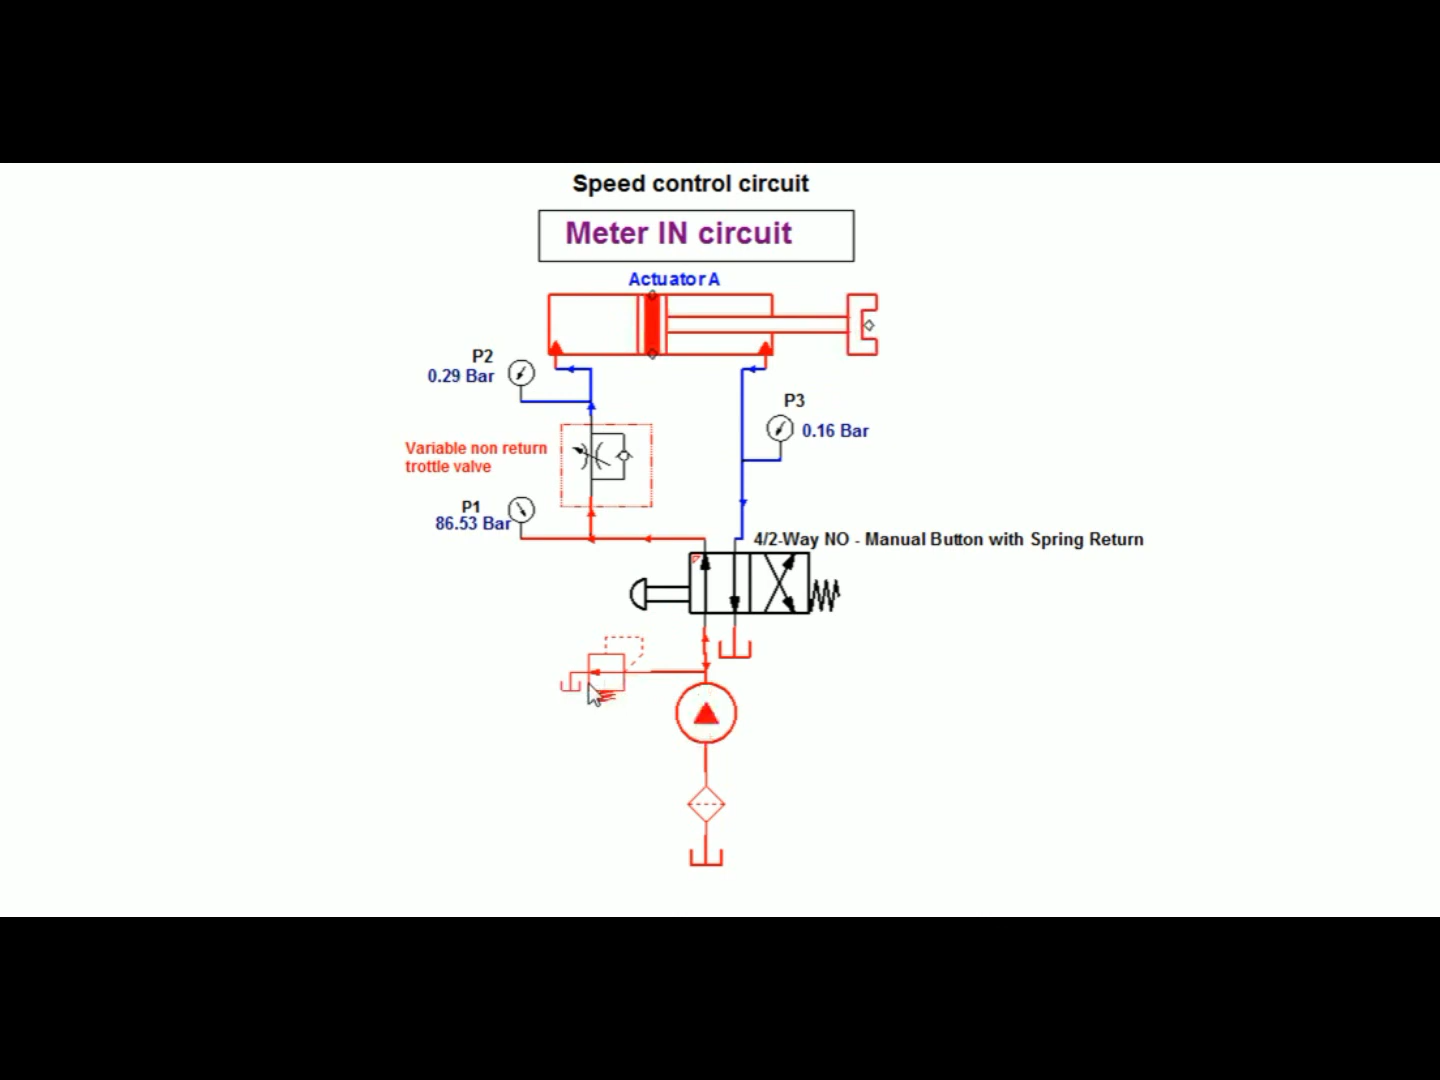 Speed control circuit
Meter IN circuit
Actuator A
P2
0.29 Bar
P3
0.16 Bar
Variable non return
trottle valve
P1
86.53 Bar
4/2-Way NO - Manual Button with Spring Return